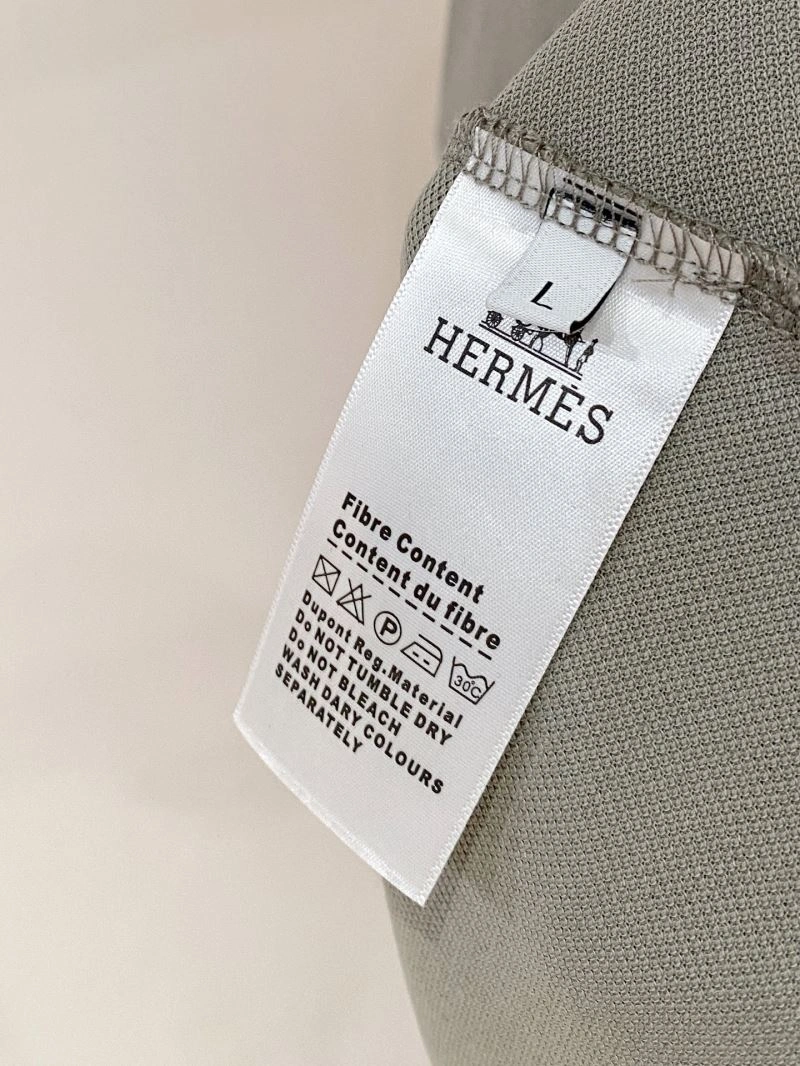 L
HERMÈS
Fibre Content
Content du fibre
P
30°C
Dupont Reg.Material
Do NOT TUMBLE DRY
Do NOT BLEACH
WASH DARY COLOURS
SEPARATELY